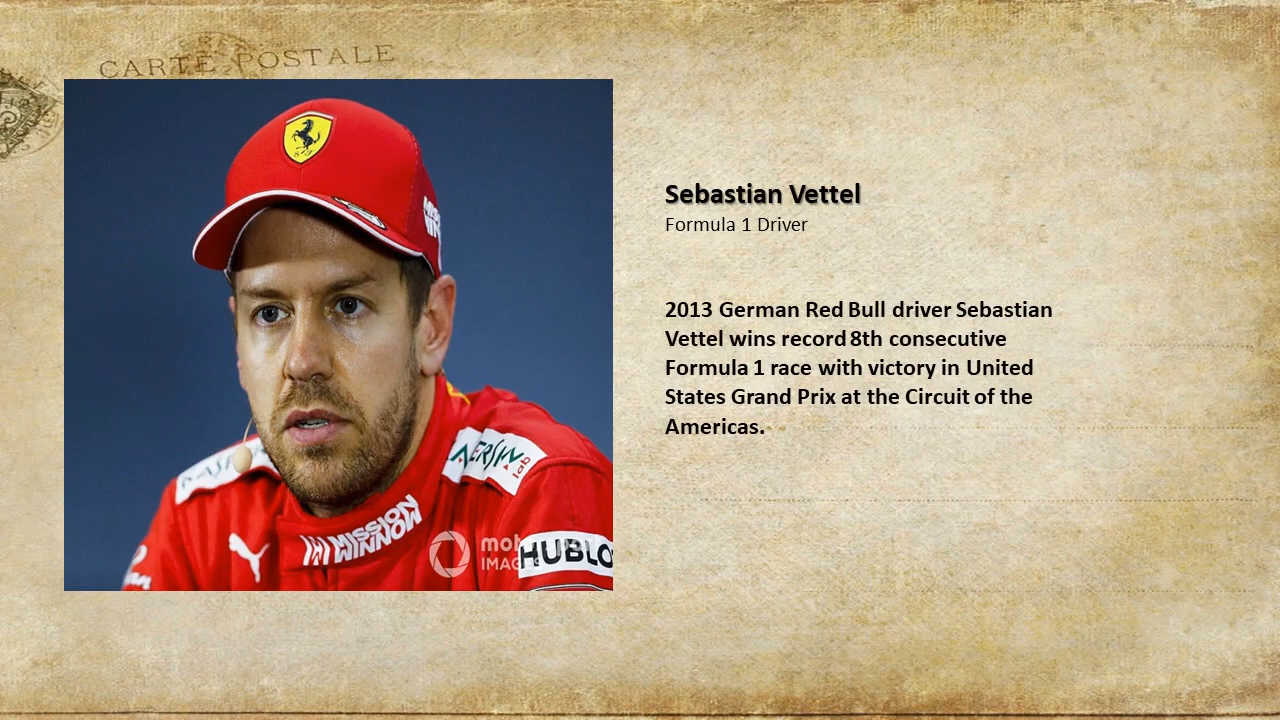 CARTE POSTALE
Sebastian Vettel
Formula 1 Driver
2013 German Red Bull driver Sebastian
Vettel wins record 8th consecutive
Formula 1 race with victory in United
States Grand Prix at the Circuit of the
Americas.
MISSION
WINNOW
lab
HUBLO